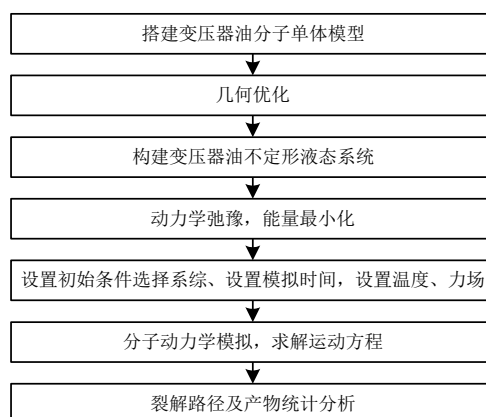 搭建变压器油分子单体模型
几何优化
构建变压器油不定形液态系统
动力学弛豫，能量最小化
设置初始条件选择系综、设置模拟时间，设置温度、力场
分子动力学模拟，求解运动方程
裂解路径及产物统计分析